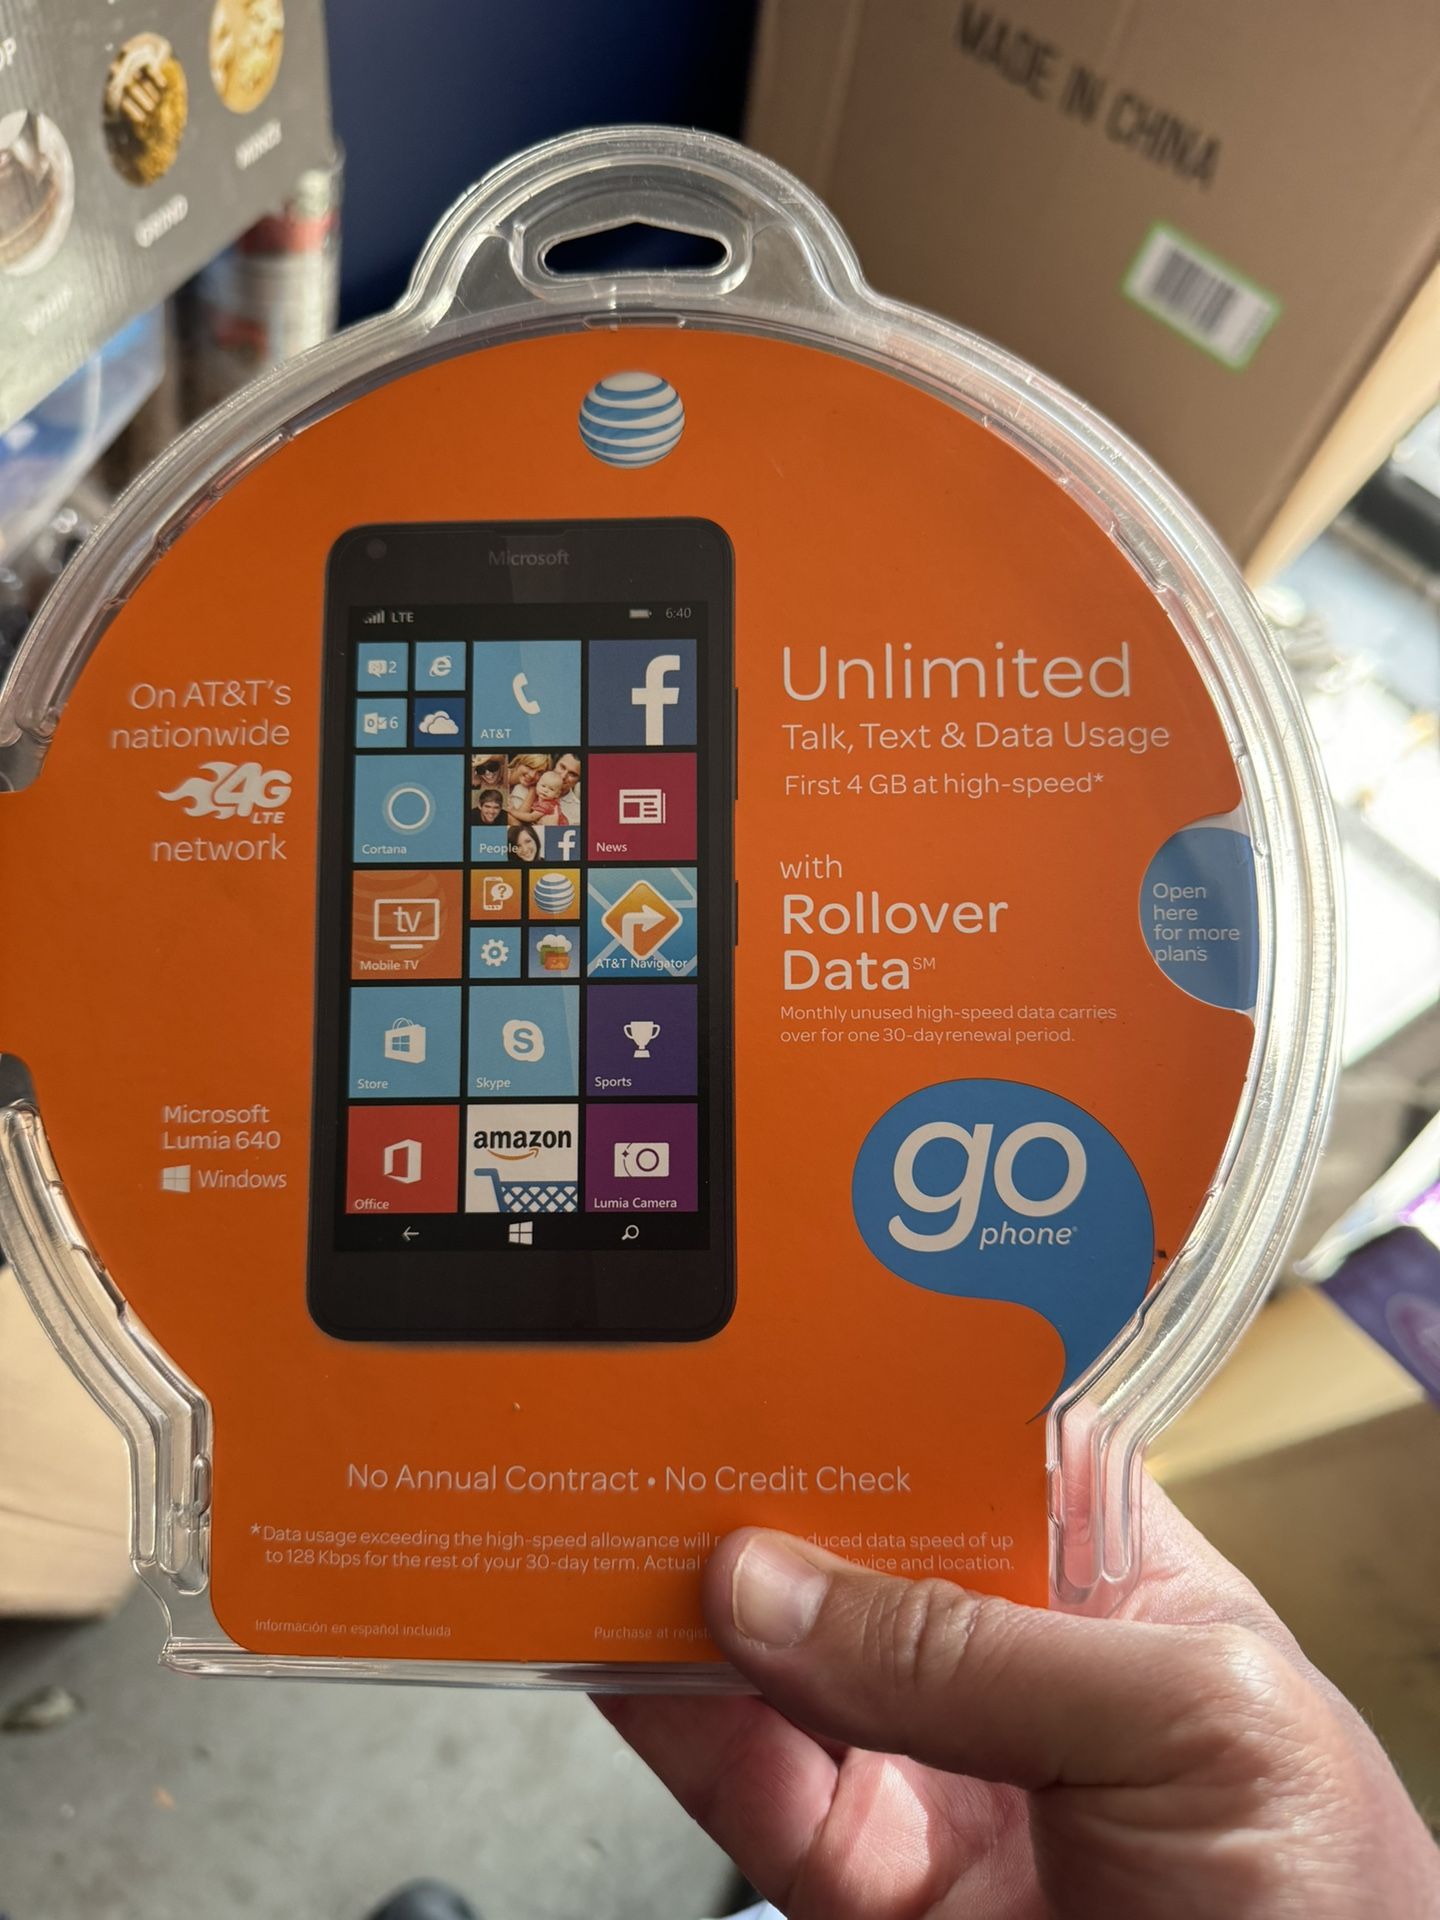 MADE IN CHINA
GRIND
Microsoft
LTE
6:40
2
6
AT&T
Cortana
People
News
tv
Mobile TV
AT&T Navigator
Store
Skype
Sports
Office
amazon
Lumia Camera
On AT&T's
nationwide
4G
LTE
network
Microsoft
Lumia 640
Windows
Unlimited
Talk, Text & Data Usage
First 4 GB at high-speed*
with
Rollover
Data℠
Monthly unused high-speed data carries
over for one 30-day renewal period.
Open
here
for more
plans
go
phone®
No Annual Contract • No Credit Check
*Data usage exceeding the high-speed allowance will data speed of up
to 128 Kbps for the rest of your 30-day term. Actual and location.
Información en español incluida
Purchase at